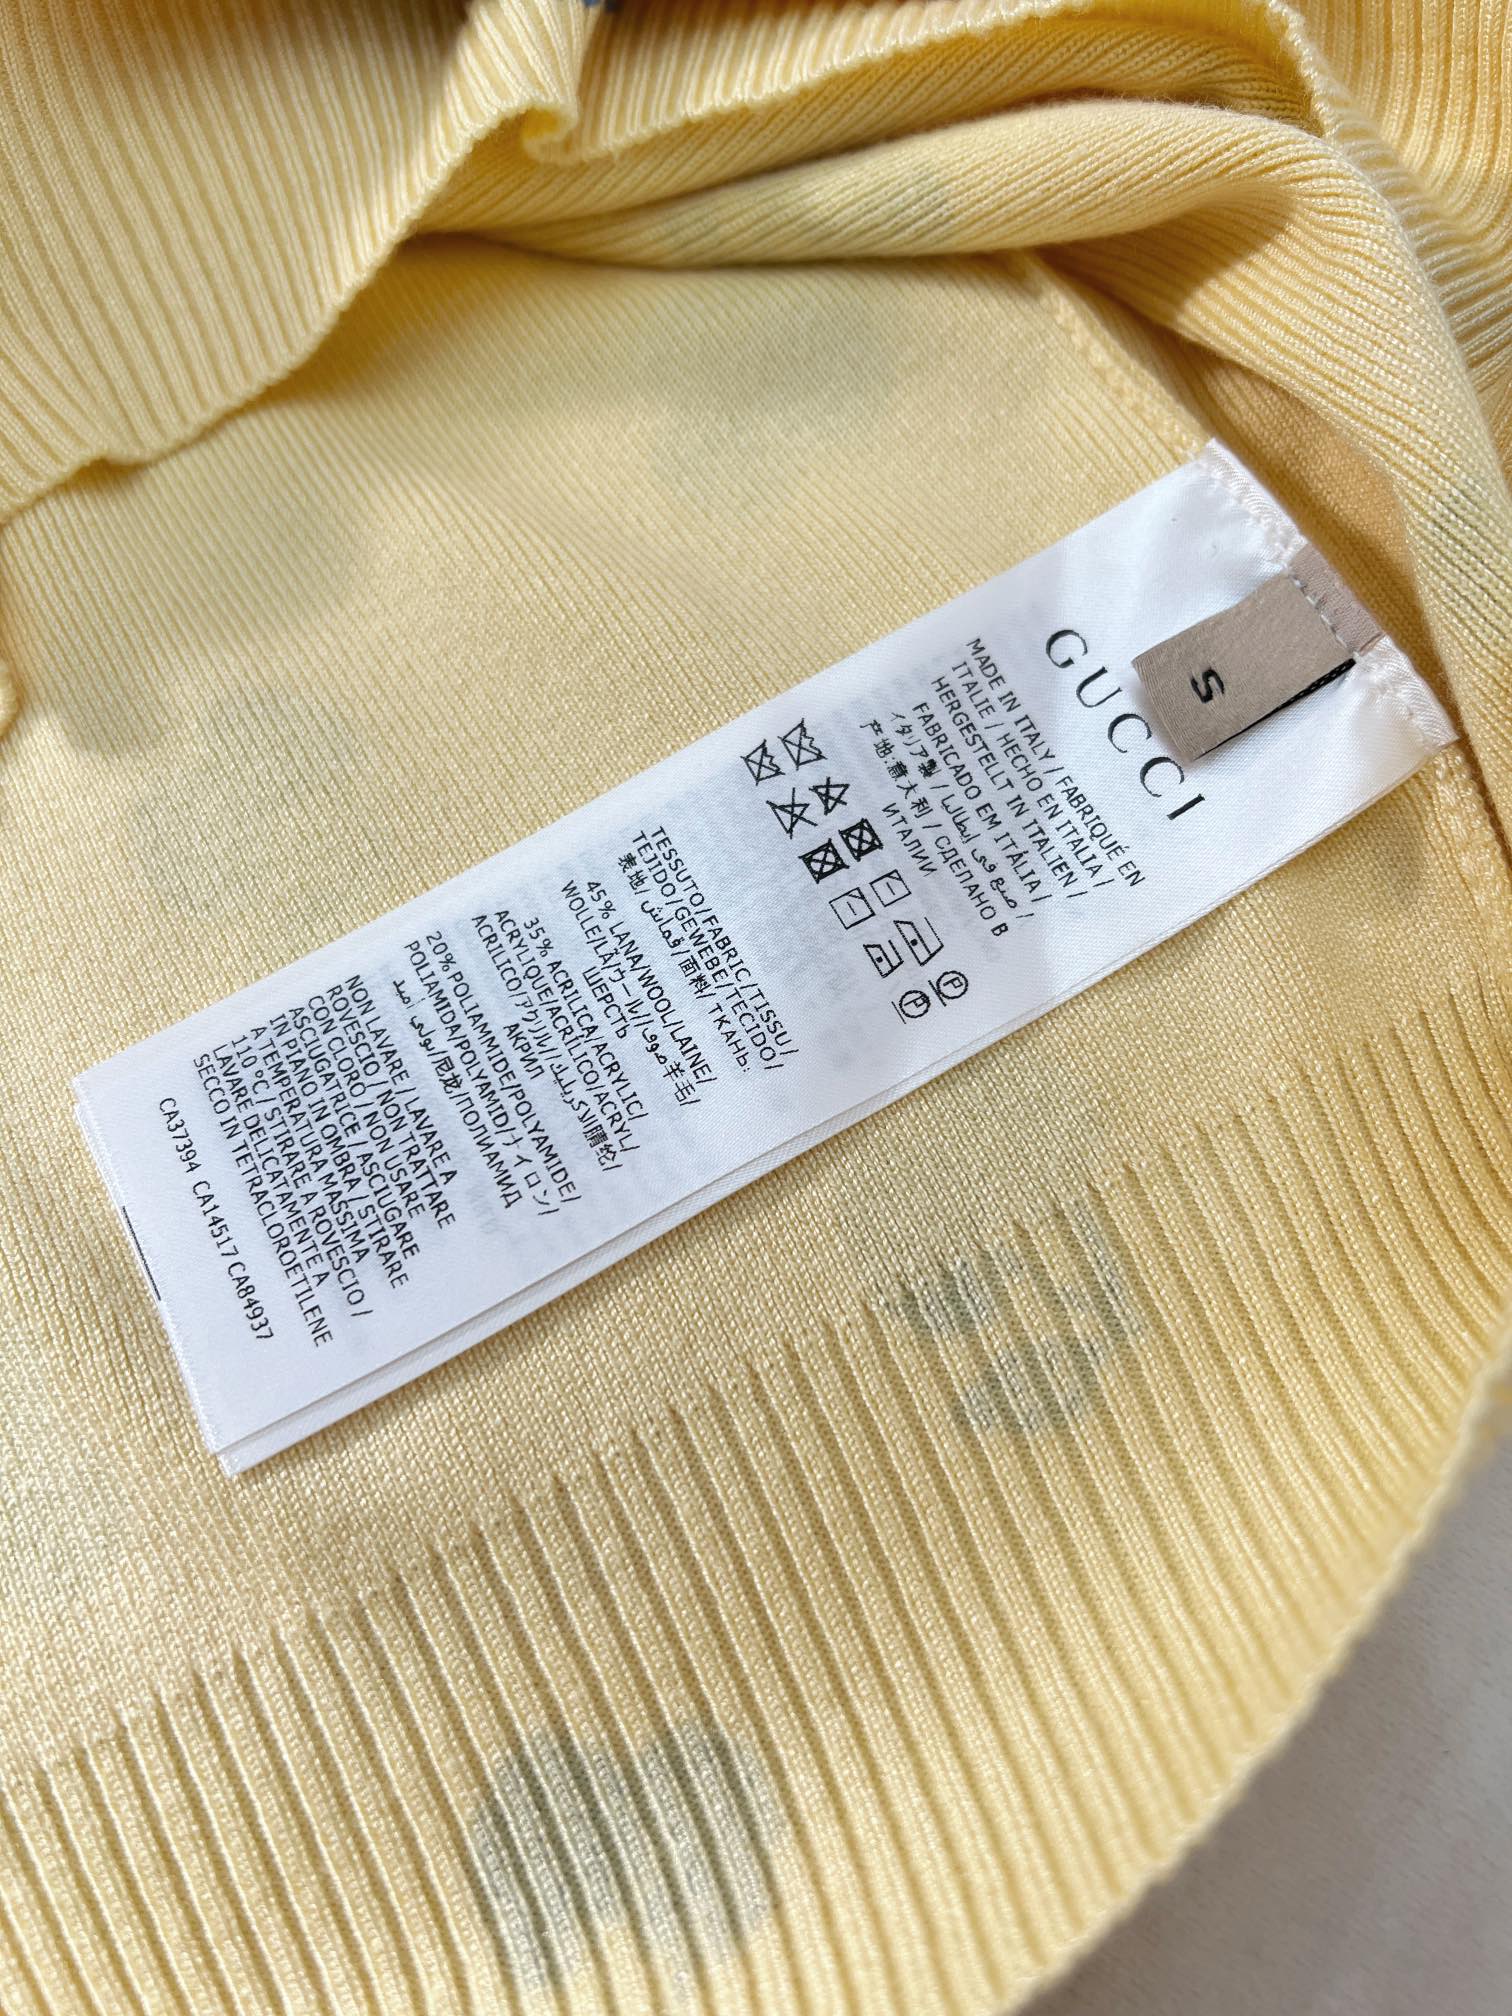 S
GUCCI
MADE IN ITALY / FABRIQUÉ EN
ITALIE / HECHO EN ITALIA /
HERGESTELLT IN ITALIEN /
FABRICADO EM ITÁLIA /
イタリア製 / صنع في إيطاليا /
产地:意大利 / СДЕЛАНО В
ИТАЛИИ
TESSUTO/FABRIC/TISSU/
TEJIDO/GEWEBE/TECIDO/
表地/قماش/面料/ТКАНЬ:
45% LANA/WOOL/LAINE/
WOLLE/LÃ/ウール/صوف/羊毛/
ШЕРСТЬ
35% ACRILICA/ACRYLIC/
ACRYLIQUE/ACRÍLICO/ACRYL/
ACRILICO/アクリル/الاكريليك/腈纶/
АКРИЛ
20% POLIAMMIDE/POLYAMIDE/
POLIAMIDA/POLYAMID/ナイロン/
بولي أميد/尼龙/ПОЛИАМИД
NON LAVARE / LAVARE A
ROVESCIO / NON TRATTARE
CON CLORO / NON USARE
ASCIUGATRICE / ASCIUGARE
IN PIANO IN OMBRA / STIRARE
A TEMPERATURA MASSIMA
110 °C / STIRARE A ROVESCIO /
LAVARE DELICATAMENTE A
SECCO IN TETRACLOROETILENE
CA37394 CA14517 CA84937